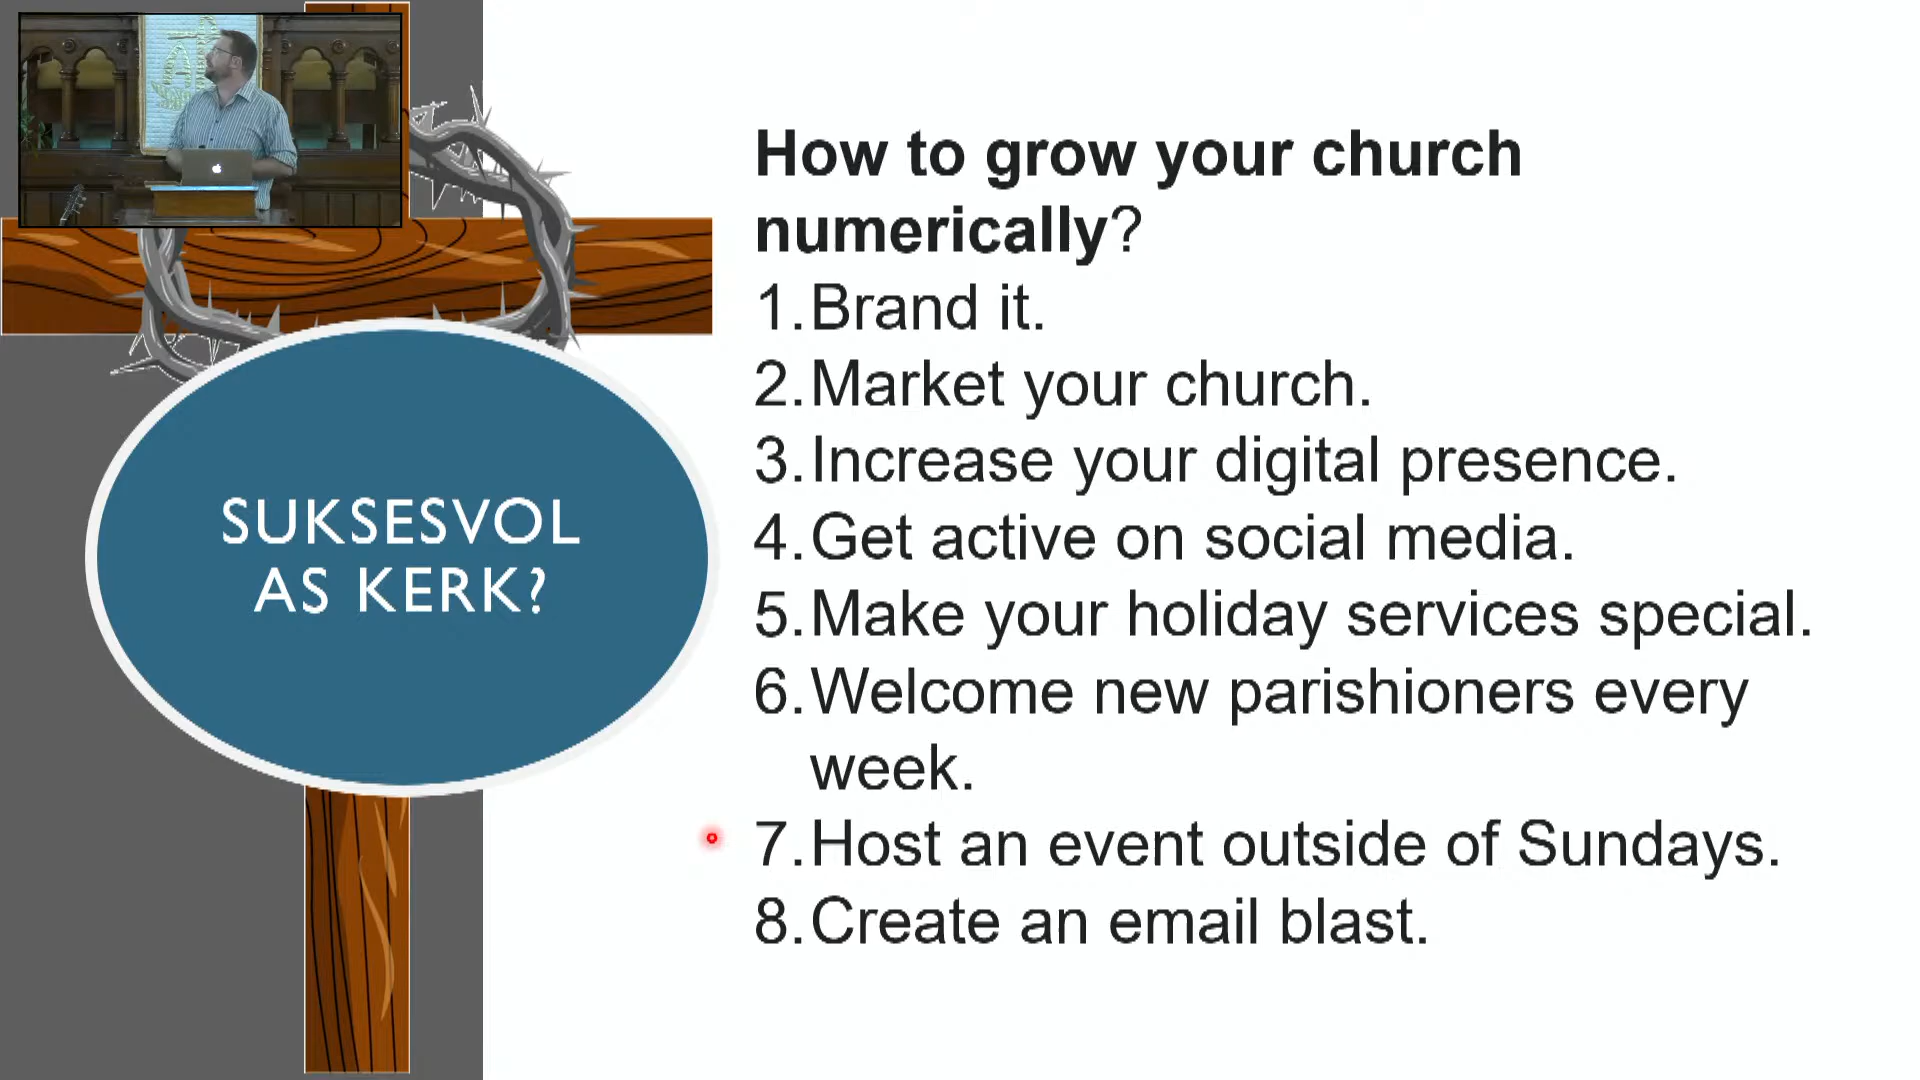 SUKSESVOL
AS KERK?
How to grow your church
numerically?
1.Brand it.
2.Market your church.
3.Increase your digital presence.
4.Get active on social media.
5.Make your holiday services special.
6.Welcome new parishioners every
week.
7.Host an event outside of Sundays.
8.Create an email blast.